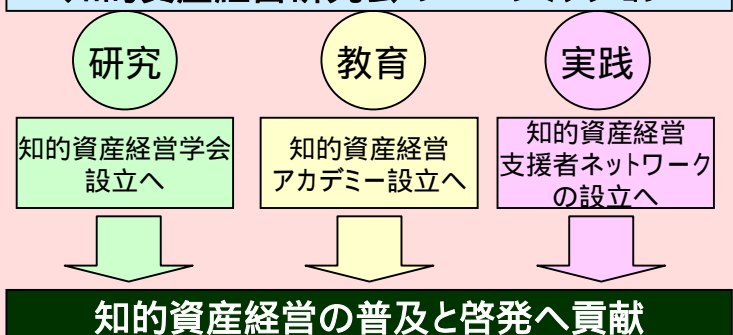 研究
教育
実践
知的資産経営学会
設立へ
知的資産経営
アカデミー設立へ
知的資産経営
支援者ネットワーク
の設立へ
知的資産経営の普及と啓発へ貢献